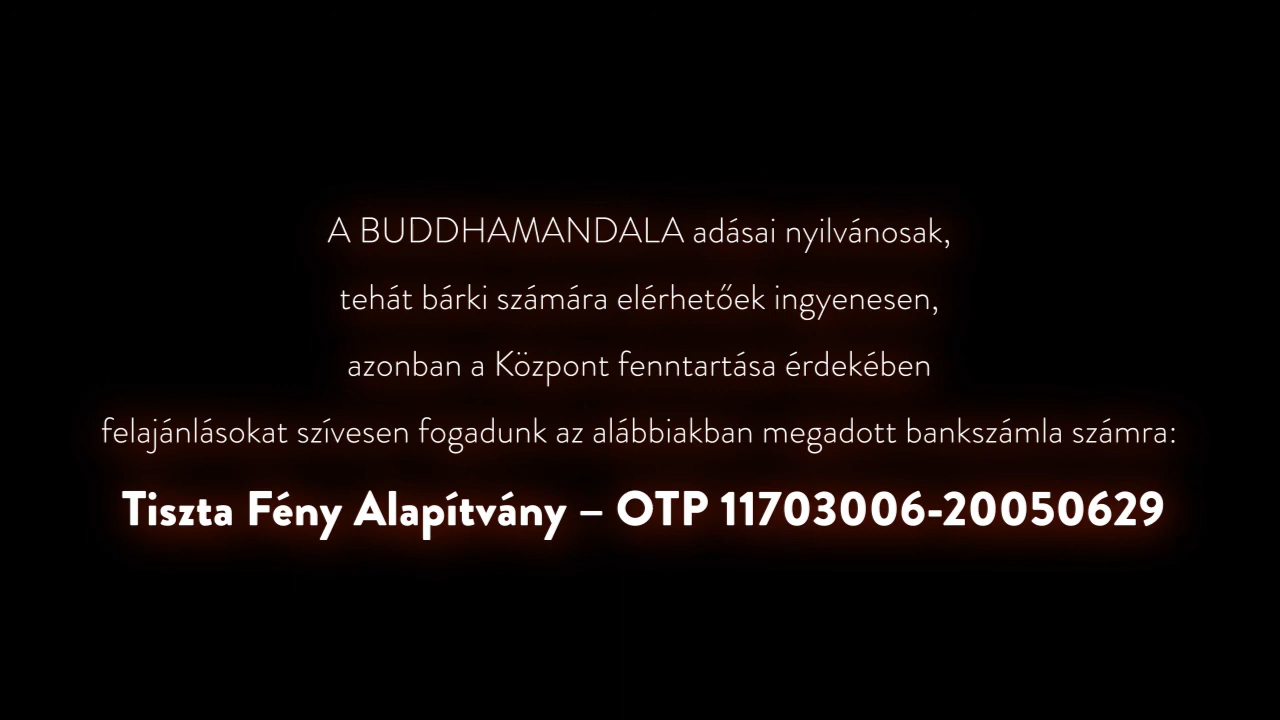 A BUDDHAMANDALA adásai nyilvánosak,
tehát bárki számára elérhetőek ingyenesen,
azonban a Központ fenntartása érdekében
felajánlásokat szívesen fogadunk az alábbiakban megadott bankszámla számra:
Tiszta Fény Alapítvány – OTP 11703006-20050629